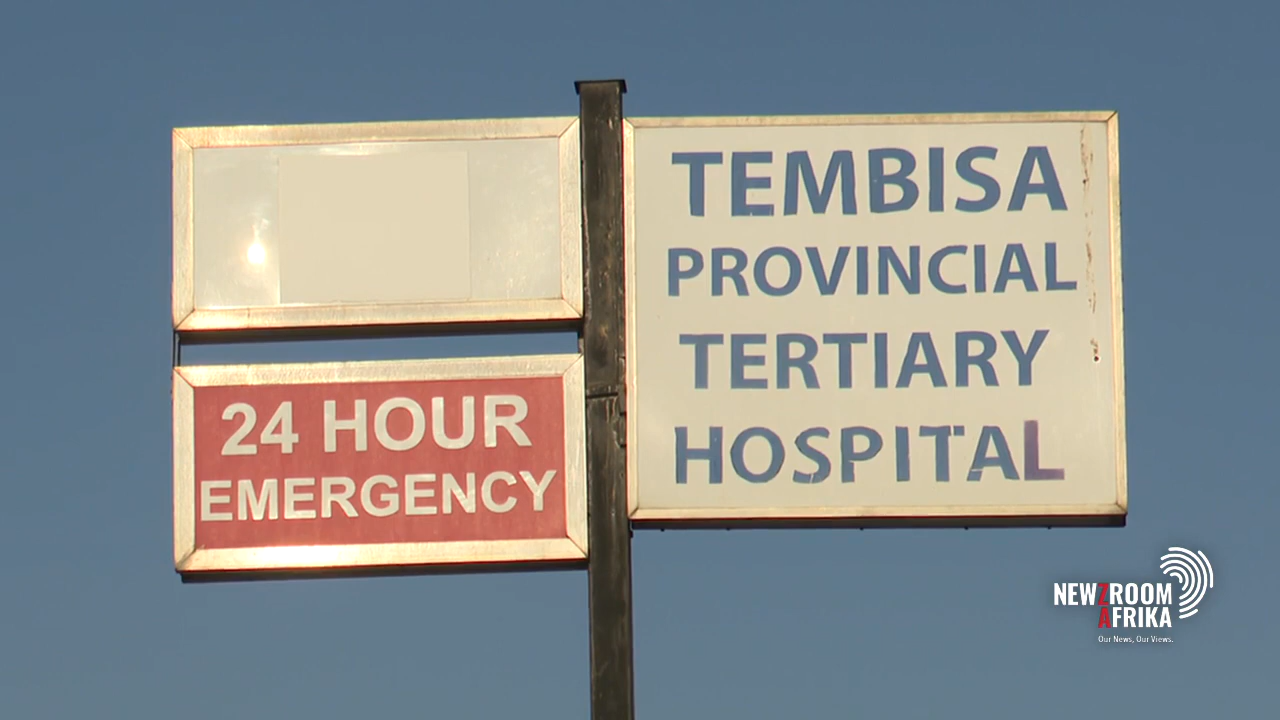 TEMBISA
PROVINCIAL
TERTIARY
HOSPITAL
24 HOUR
EMERGENCY
NEWZROOM
AFRIKA
Our News, Our Views.